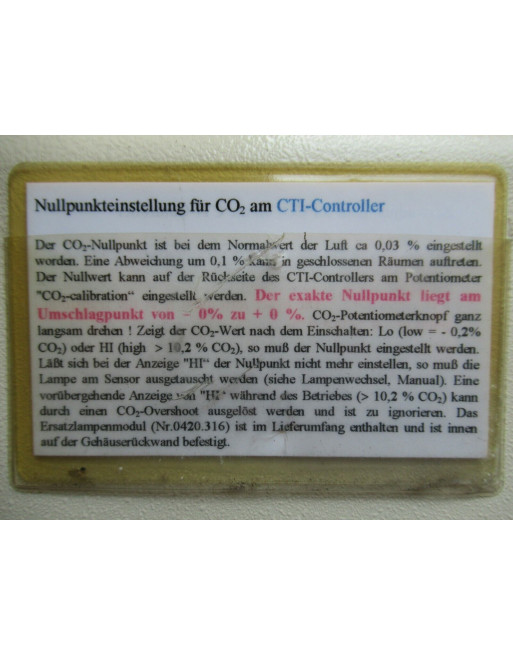 Nullpunkteinstellung für CO₂ am CTI-Controller
Der CO₂-Nullpunkt ist bei dem Normalwert der Luft ca 0,03 % eingestellt
worden. Eine Abweichung um 0,1 % kann in geschlossenen Räumen auftreten.
Der Nullwert kann auf der Rückseite des CTI-Controllers am Potentiometer
"CO₂-calibration“ eingestellt werden. Der exakte Nullpunkt liegt am
Umschlagpunkt von – 0% zu + 0 %. CO₂-Potentiometerknopf ganz
langsam drehen ! Zeigt der CO₂-Wert nach dem Einschalten: Lo (low = - 0,2%
CO₂) oder HI (high > 10,2 % CO₂), so muß der Nullpunkt eingestellt werden.
Läßt sich bei der Anzeige "HI“ der Nullpunkt nicht mehr einstellen, so muß die
Lampe am Sensor ausgetauscht werden (siehe Lampenwechsel, Manual). Eine
vorübergehende Anzeige von "HI“ während des Betriebes (> 10,2 % CO₂) kann
durch einen CO₂-Overshoot ausgelöst werden und ist zu ignorieren. Das
Ersatzlampenmodul (Nr.0420.316) ist im Lieferumfang enthalten und ist innen
auf der Gehäuserückwand befestigt.